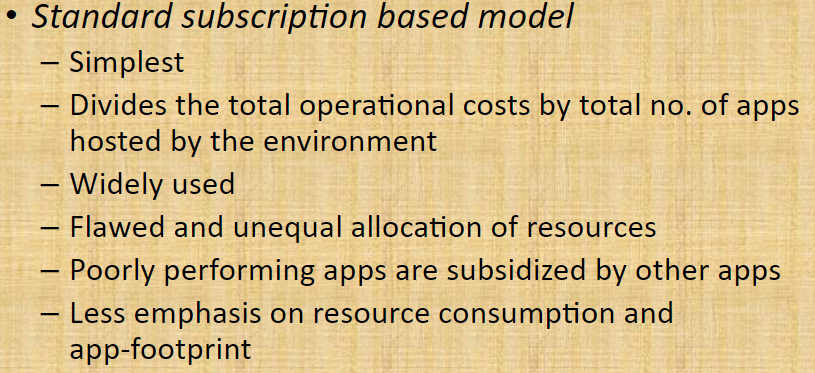 • Standard subscription based model
– Simplest
– Divides the total operational costs by total no. of apps
hosted by the environment
– Widely used
– Flawed and unequal allocation of resources
– Poorly performing apps are subsidized by other apps
– Less emphasis on resource consumption and
app-footprint